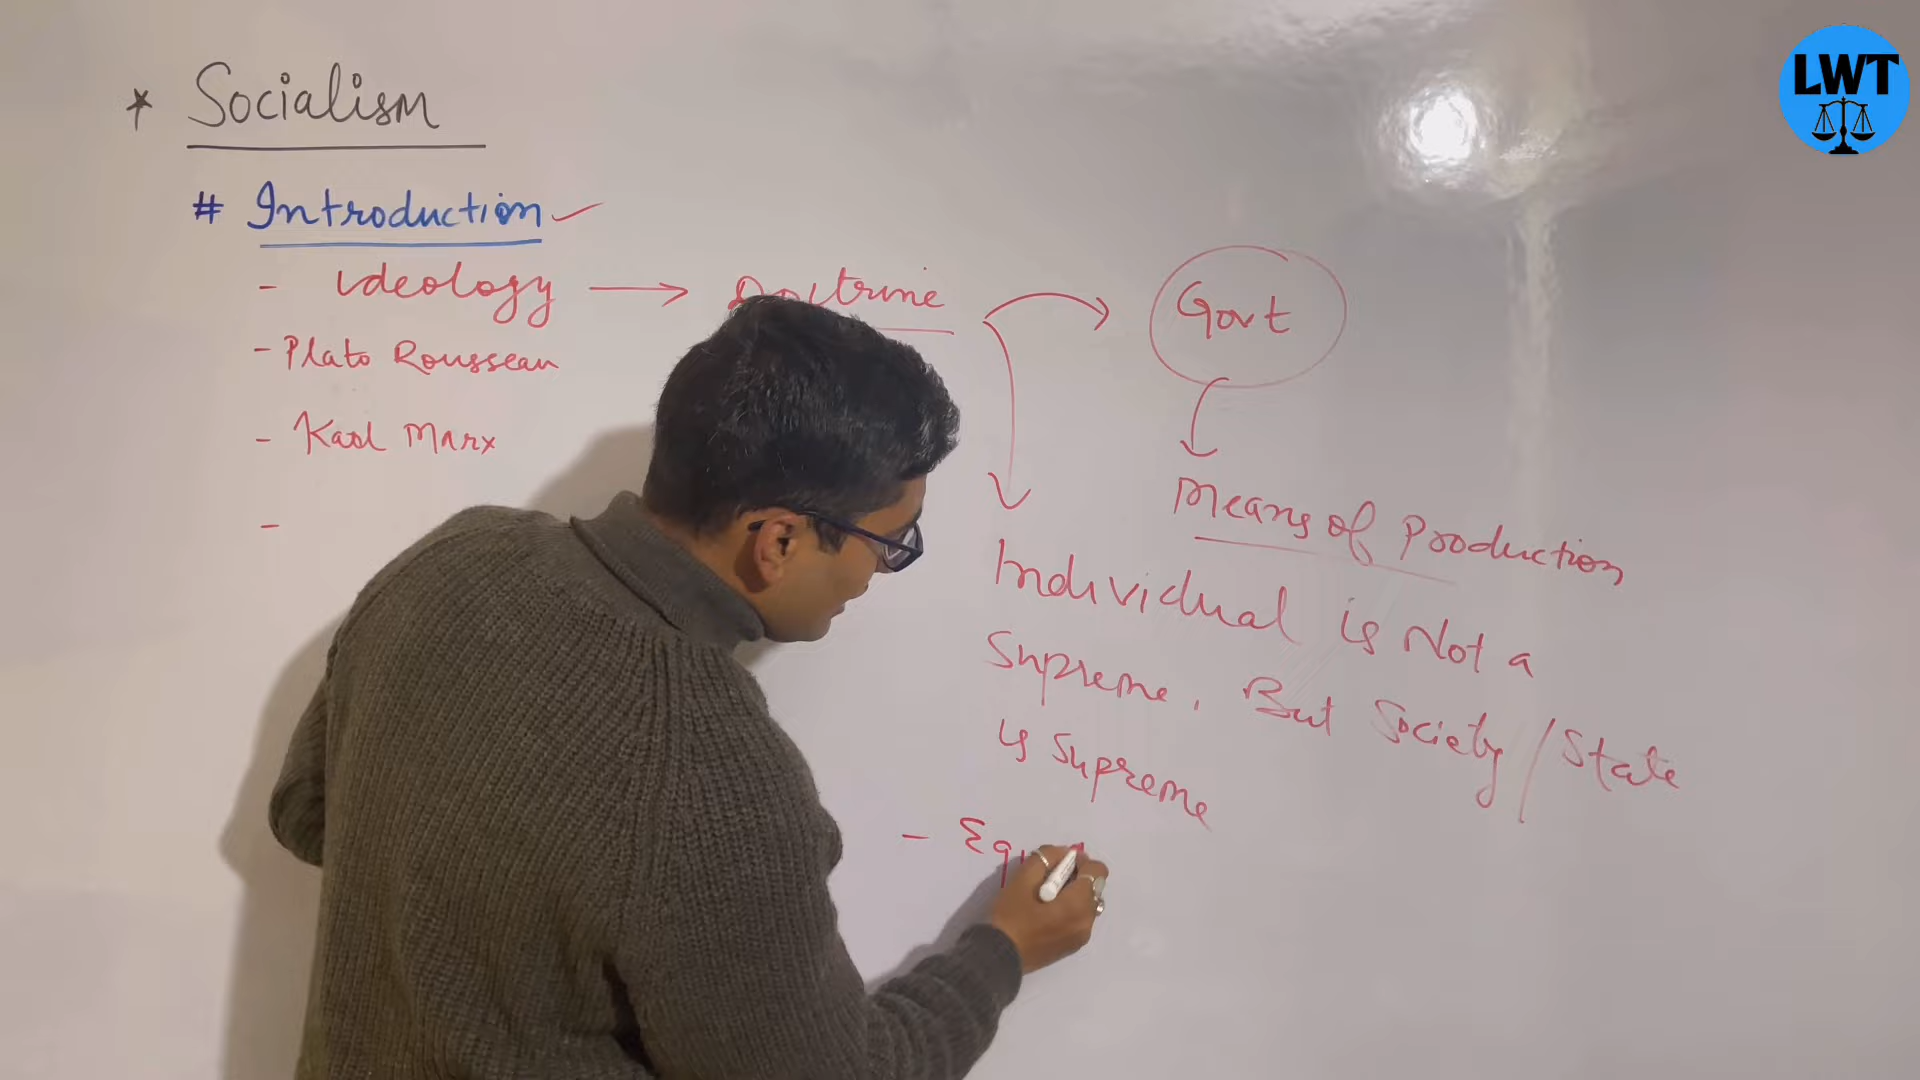 * Socialism
# Introduction
- Ideology → Doctrine
Govt
- Plato Rousseau
- Karl Marx
-
Means of Production
Individual is Not a
Supreme, But Society / State
is Supreme
-
LWT